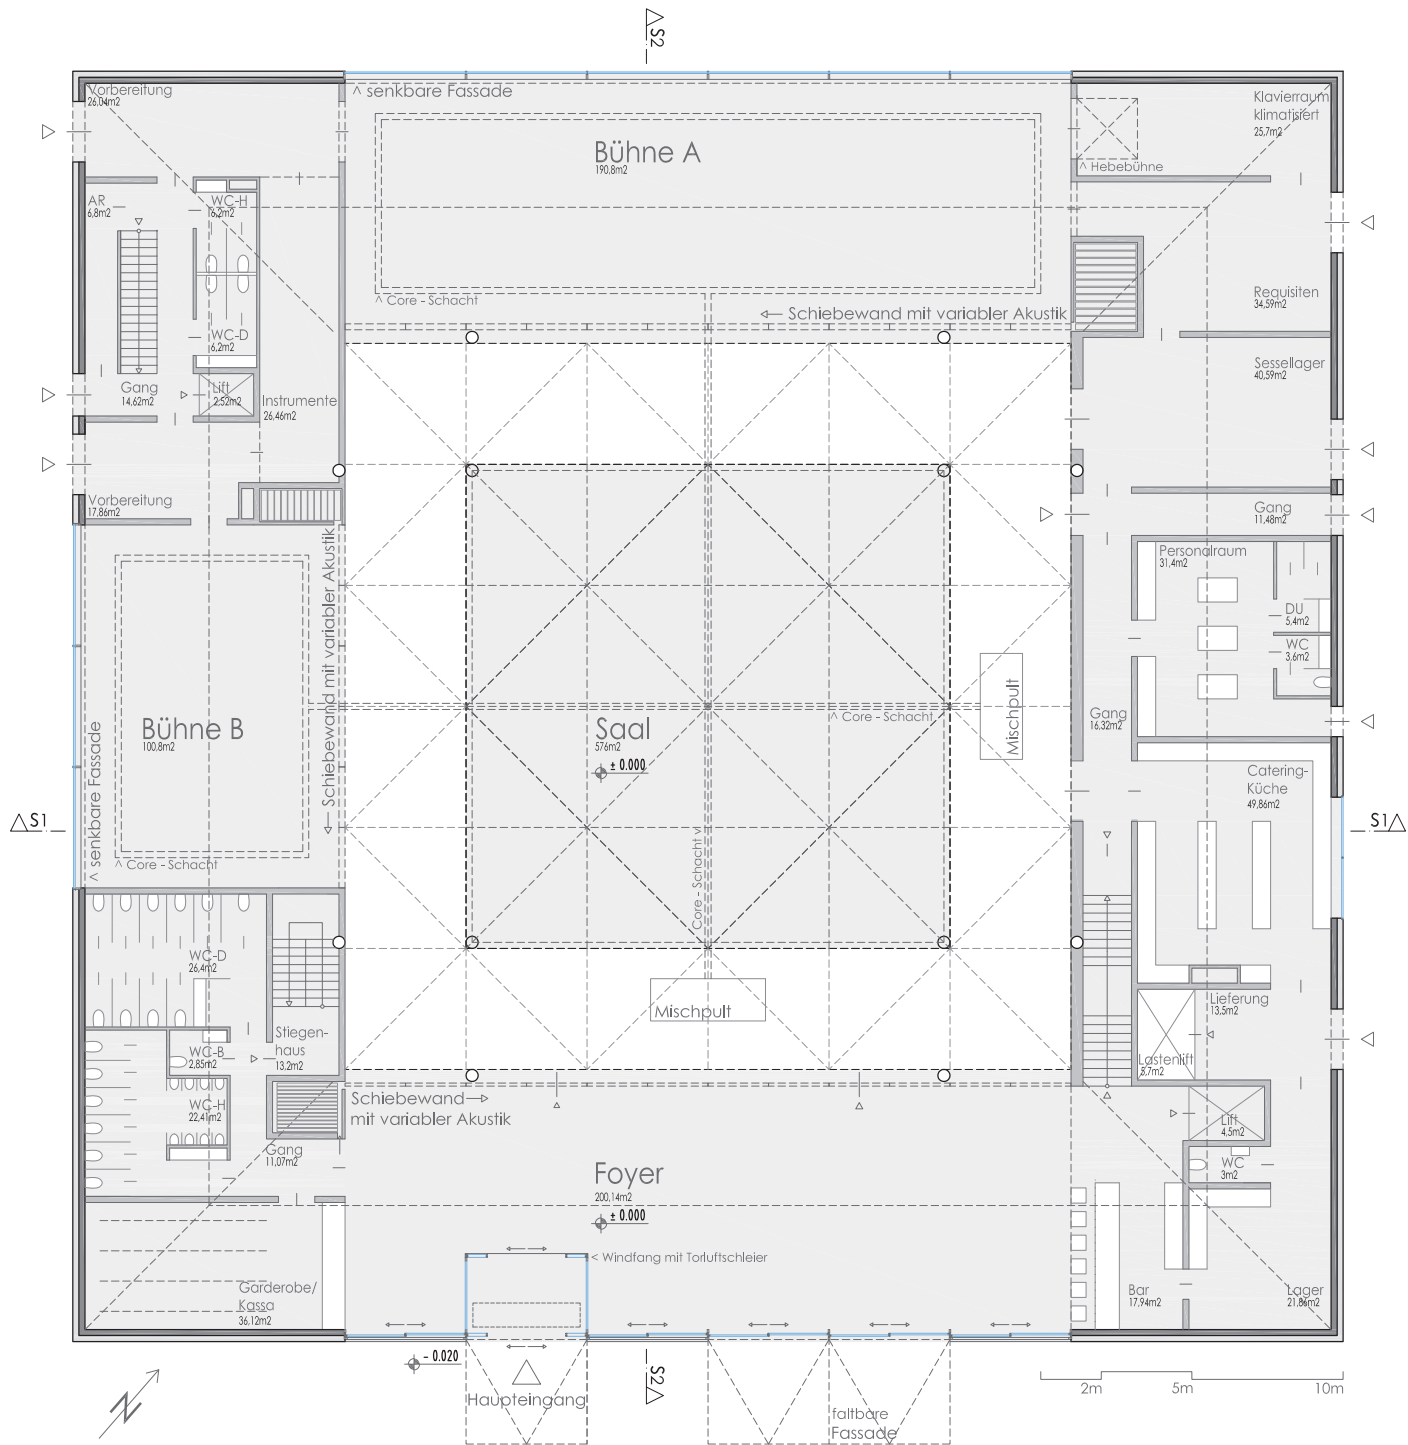 S2
Vorbereitung
26,04m2
^ senkbare Fassade
Bühne A
190,8m2
Klavierraum
klimatisiert
25,7m2
^ Hebebühne
AR
6,8m2
WC-H
6,2m2
^ Core - Schacht
Schiebewand mit variabler Akustik
Requisiten
34,59m2
WC-D
6,2m2
Gang
14,62m2
Lift
2,52m2
Instrumente
26,46m2
Sessellager
40,59m2
Vorbereitung
17,86m2
Gang
11,48m2
Schiebewand mit variabler Akustik
Personalraum
31,4m2
DU
5,4m2
WC
3,6m2
Bühne B
100,8m2
^ senkbare Fassade
^ Core - Schacht
Saal
576m2
± 0.000
^ Core - Schacht
Core - Schacht v
Mischpult
Gang
16,32m2
Catering-
Küche
49,86m2
S1
S1
WC-D
26,4m2
Mischpult
Lieferung
13,5m2
Stiegen-
haus
13,2m2
WC-B
2,85m2
Lastenlift
5,7m2
WC-H
22,41m2
Schiebewand
mit variabler Akustik
Lift
4,5m2
Gang
11,07m2
Foyer
200,14m2
± 0.000
WC
3m2
< Windfang mit Torluftschleier
Garderobe/
Kassa
36,12m2
Bar
17,94m2
Lager
21,86m2
- 0.020
Haupteingang
S2
faltbare
Fassade
2m
5m
10m
N